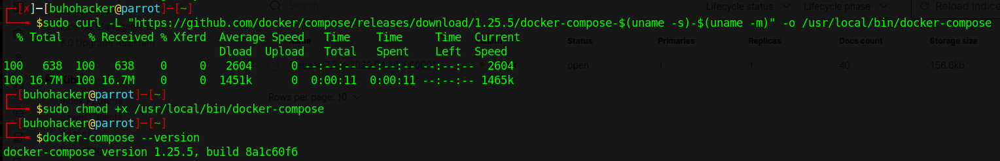 Search
Lifecycle status
Lifecycle phase
Reload indice
┌─[✗]─[buhohacker@parrot]─[~]
└──╼ $sudo curl -L "https://github.com/docker/compose/releases/download/1.25.5/docker-compose-$(uname -s)-$(uname -m)" -o /usr/local/bin/docker-compose
% Total    % Received % Xferd  Average Speed   Time    Time     Time  Current
Dload  Upload   Total   Spent    Left  Speed
8.0 Upgrade Assistant
Status Primaries Replicas Docs count Storage size
100   638  100   638    0     0   2604      0 --:--:-- --:--:-- --:--:--  2604
open 1 1 40 156.6kb
100 16.7M  100 16.7M    0     0  1451k      0  0:00:11  0:00:11 --:--:-- 1465k
┌─[buhohacker@parrot]─[~]
Rows per page: 10
└──╼ $sudo chmod +x /usr/local/bin/docker-compose
┌─[buhohacker@parrot]─[~]
└──╼ $docker-compose --version
docker-compose version 1.25.5, build 8a1c60f6